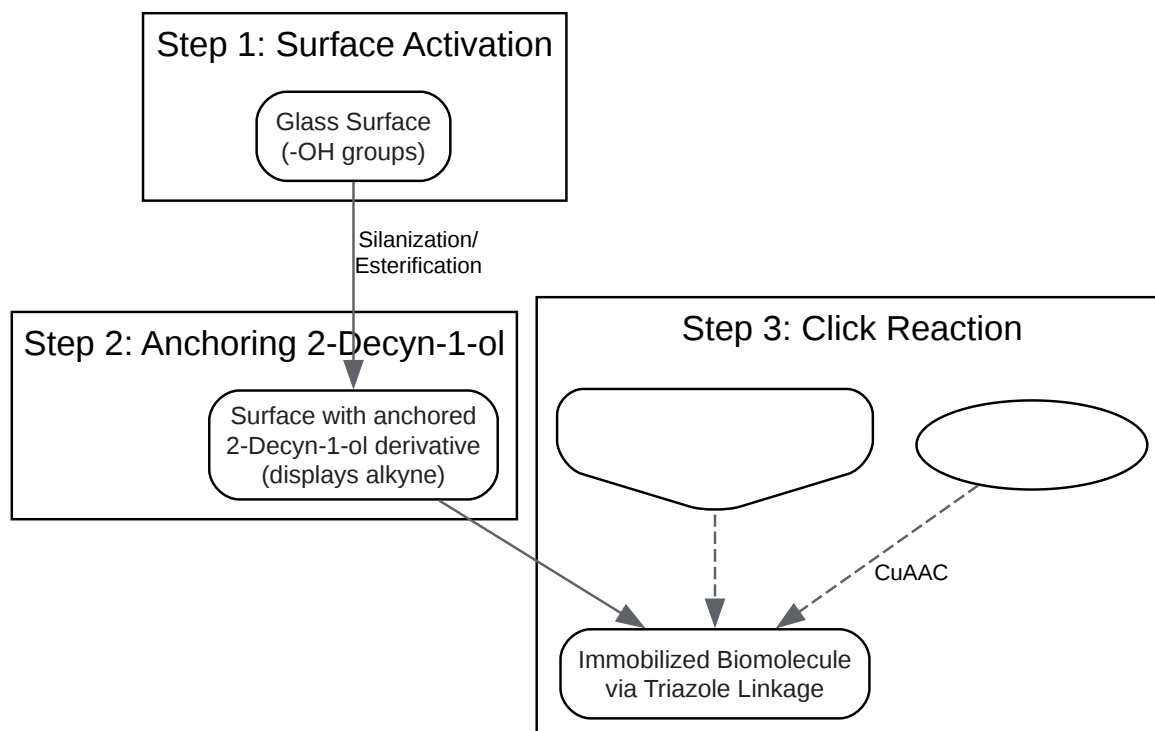 Step 1: Surface Activation
Glass Surface
(-OH groups)
Silanization/
Esterification
Step 2: Anchoring 2-Decyn-1-ol
Surface with anchored
2-Decyn-1-ol derivative
(displays alkyne)
Step 3: Click Reaction
CuAAC
Immobilized Biomolecule
via Triazole Linkage